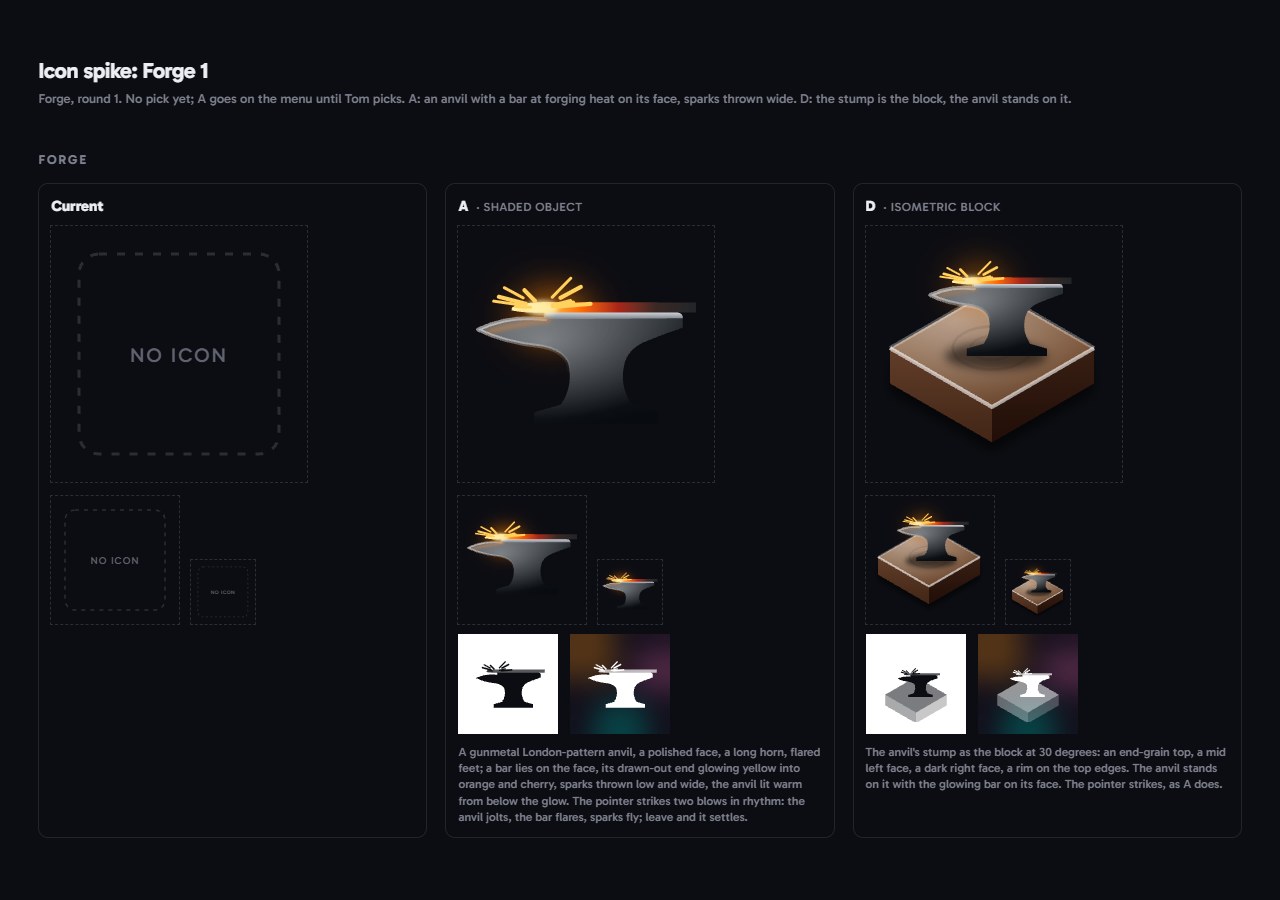 Icon spike: Forge 1
Forge, round 1. No pick yet; A goes on the menu until Tom picks. A: an anvil with a bar at forging heat on its face, sparks thrown wide. D: the stump is the block, the anvil stands on it.
FORGE
Current
NO ICON
NO ICON
NO ICON
A · SHADED OBJECT
A gunmetal London-pattern anvil, a polished face, a long horn, flared
feet; a bar lies on the face, its drawn-out end glowing yellow into
orange and cherry, sparks thrown low and wide, the anvil lit warm
from below the glow. The pointer strikes two blows in rhythm: the
anvil jolts, the bar flares, sparks fly; leave and it settles.
D · ISOMETRIC BLOCK
The anvil's stump as the block at 30 degrees: an end-grain top, a mid
left face, a dark right face, a rim on the top edges. The anvil stands
on it with the glowing bar on its face. The pointer strikes, as A does.